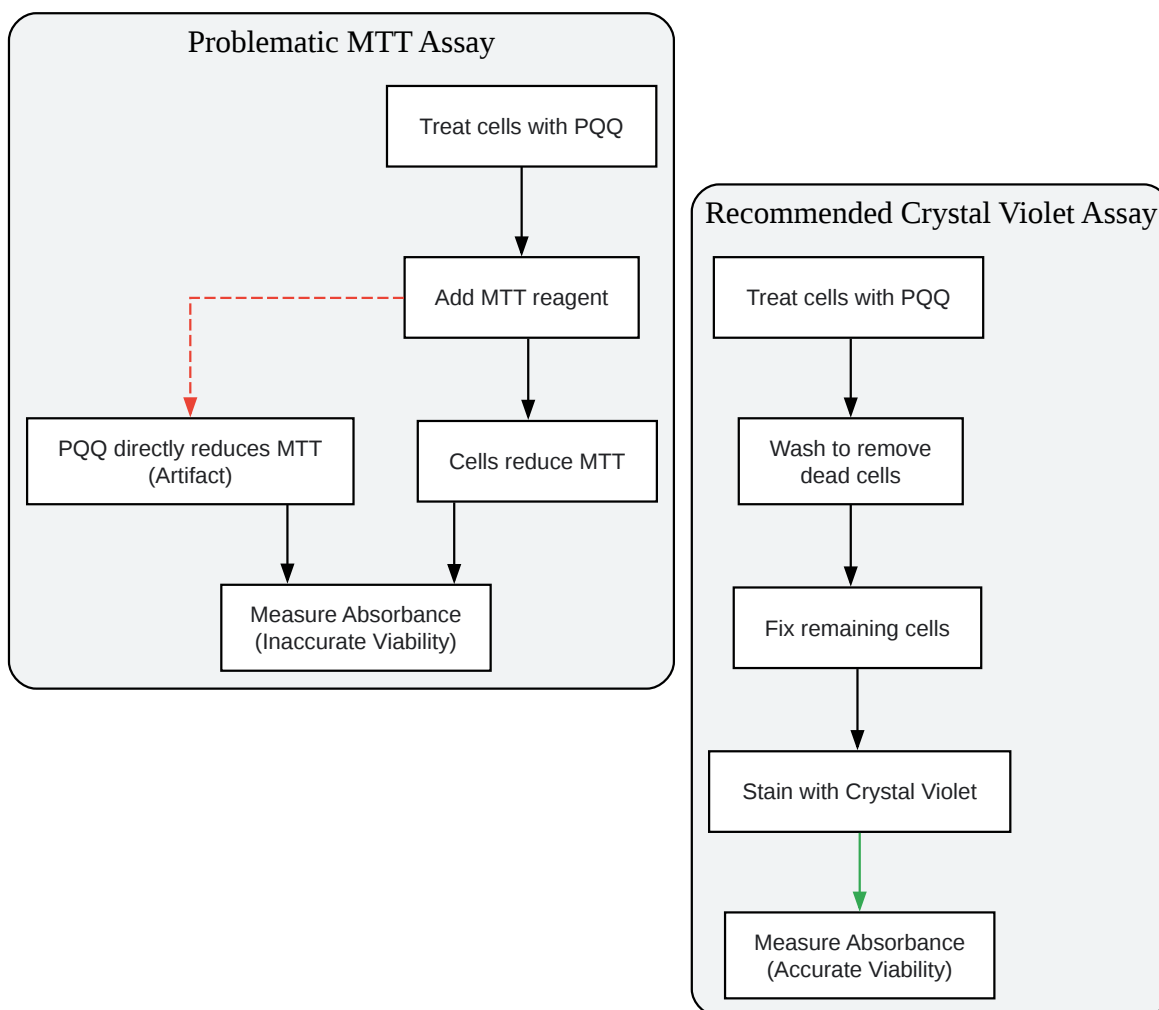 Problematic MTT Assay
Treat cells with PQQ
Add MTT reagent
PQQ directly reduces MTT
(Artifact)
Cells reduce MTT
Measure Absorbance
(Inaccurate Viability)
Recommended Crystal Violet Assay
Treat cells with PQQ
Wash to remove
dead cells
Fix remaining cells
Stain with Crystal Violet
Measure Absorbance
(Accurate Viability)